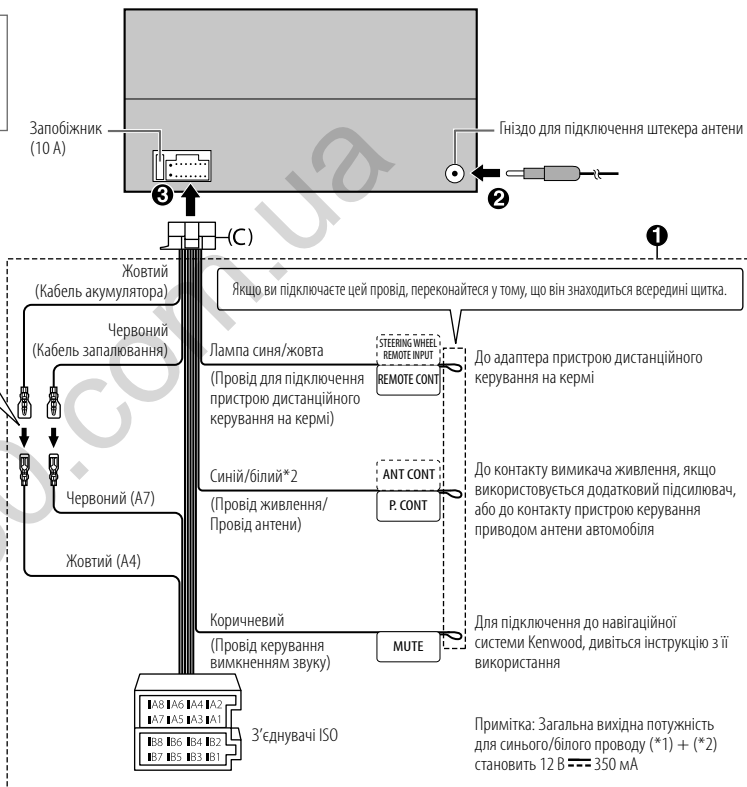 Запобіжник
(10 А)
Гніздо для підключення штекера антени
❸
❷
(C)
❶
Жовтий
(Кабель акумулятора)
Якщо ви підключаєте цей провід, переконайтеся у тому, що він знаходиться всередині щитка.
Червоний
(Кабель запалювання)
Лампа синя/жовта
(Провід для підключення
пристрою дистанційного
керування на кермі)
STEERING WHEEL
REMOTE INPUT
REMOTE CONT
До адаптера пристрою дистанційного
керування на кермі
Синій/білий*2
(Провід живлення/
Провід антени)
ANT CONT
P. CONT
До контакту вимикача живлення, якщо
використовується додатковий підсилювач,
або до контакту пристрою керування
приводом антени автомобіля
Червоний (A7)
Жовтий (A4)
Коричневий
(Провід керування
вимкненням звуку)
MUTE
Для підключення до навігаційної
системи Kenwood, дивіться інструкцію з її
використання
A8 A6 A4 A2
A7 A5 A3 A1
B8 B6 B4 B2
B7 B5 B3 B1
З’єднувачі ISO
Примітка: Загальна вихідна потужність
для синього/білого проводу (*1) + (*2)
становить 12 В ⎓ 350 мА
o.com.ua